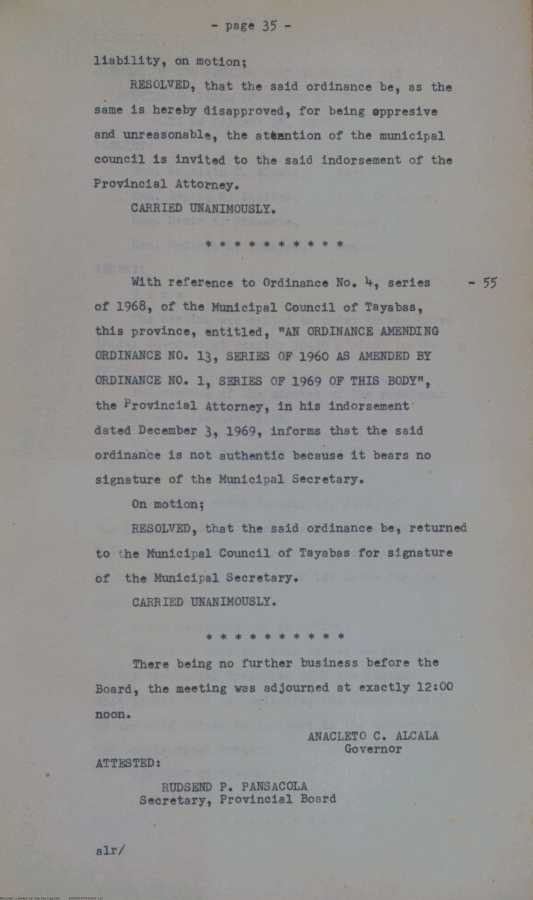 - page 35 -
liability, on motion;
RESOLVED, that the said ordinance be, as the
same is hereby disapproved, for being oppresive
and unreasonable, the attention of the municipal
council is invited to the said indorsement of the
Provincial Attorney.
CARRIED UNANIMOUSLY.
* * * * * * * * * *
With reference to Ordinance No. 4, series - 55
of 1968, of the Municipal Council of Tayabas,
this province, entitled, "AN ORDINANCE AMENDING
ORDINANCE NO. 13, SERIES OF 1960 AS AMENDED BY
ORDINANCE NO. 1, SERIES OF 1969 OF THIS BODY",
the Provincial Attorney, in his indorsement
dated December 3, 1969, informs that the said
ordinance is not authentic because it bears no
signature of the Municipal Secretary.
On motion;
RESOLVED, that the said ordinance be, returned
to the Municipal Council of Tayabas for signature
of the Municipal Secretary.
CARRIED UNANIMOUSLY.
* * * * * * * * * *
There being no further business before the
Board, the meeting was adjourned at exactly 12:00
noon.
ANACLETO C. ALCALA
Governor
ATTESTED:
RUDSEND P. PANSACOLA
Secretary, Provincial Board
slr/